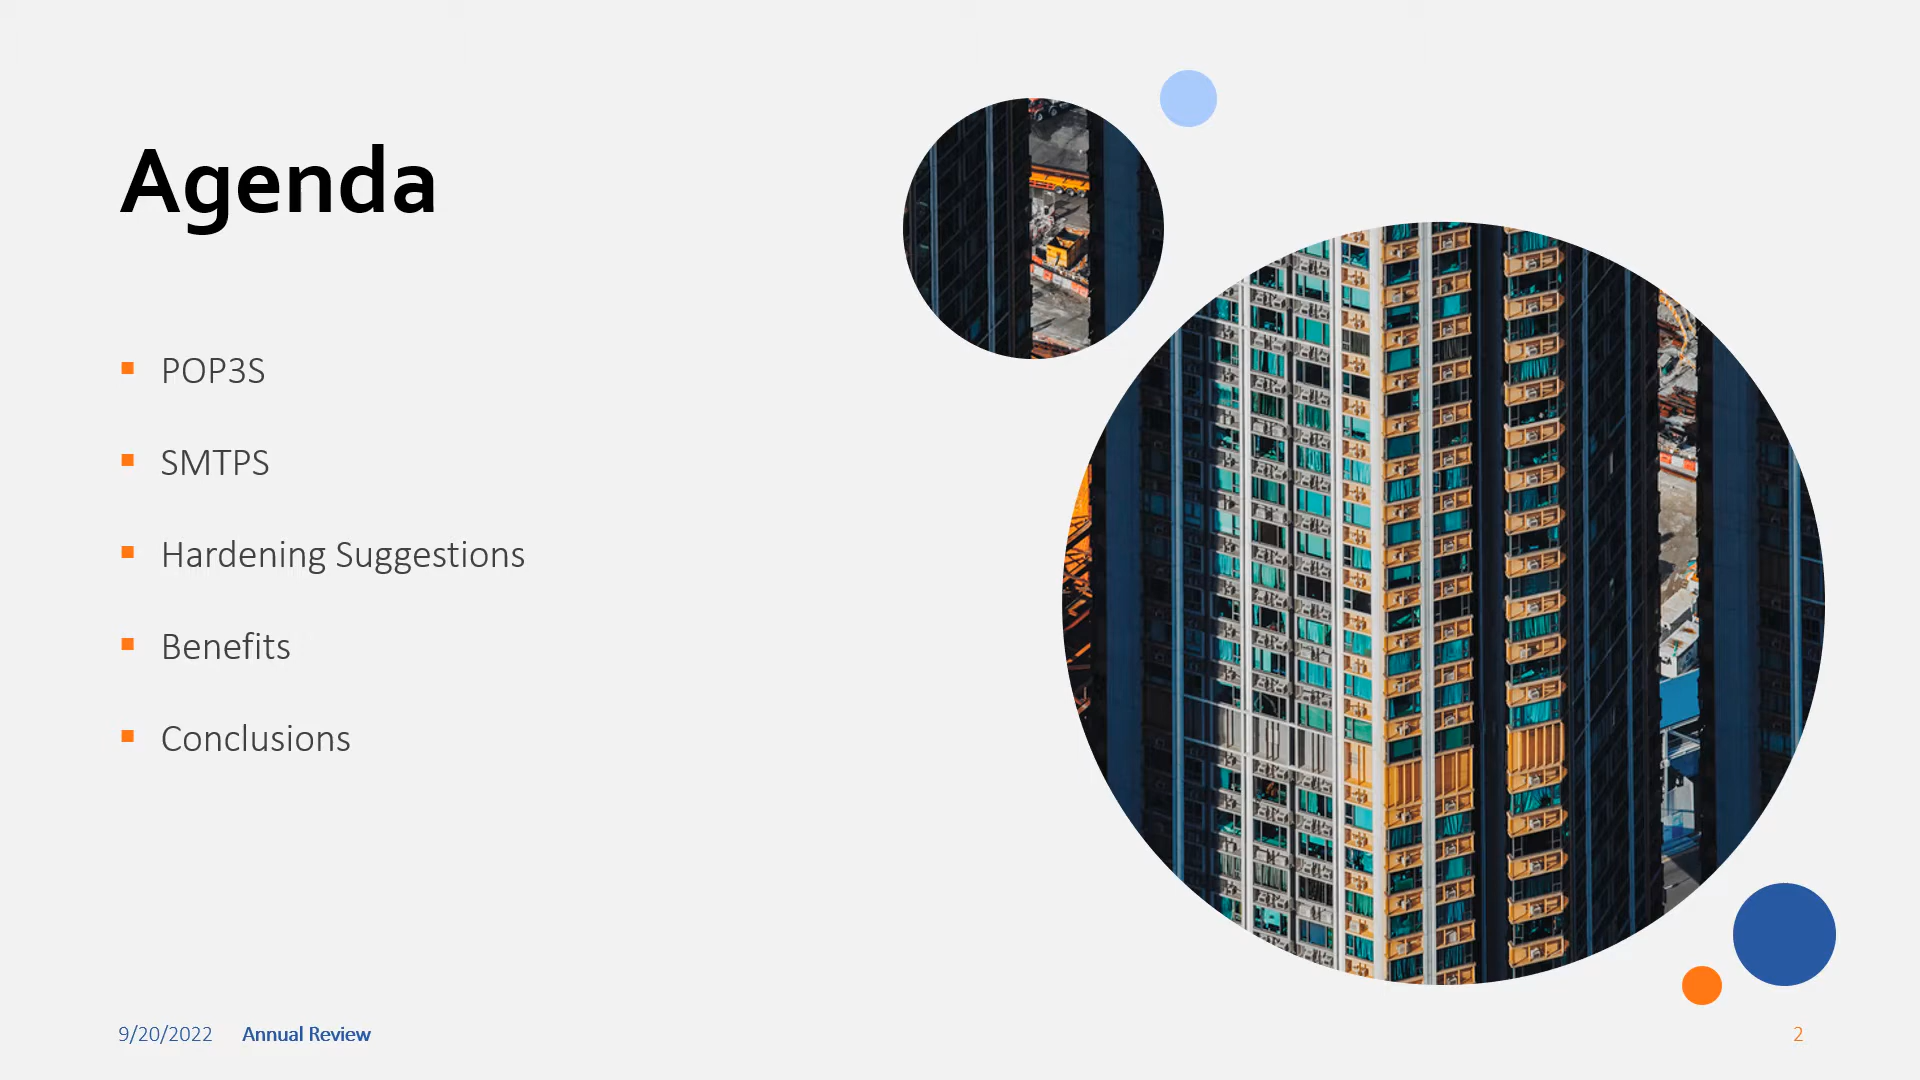 Agenda
POP3S
SMTPS
Hardening Suggestions
Benefits
Conclusions
9/20/2022 Annual Review 2